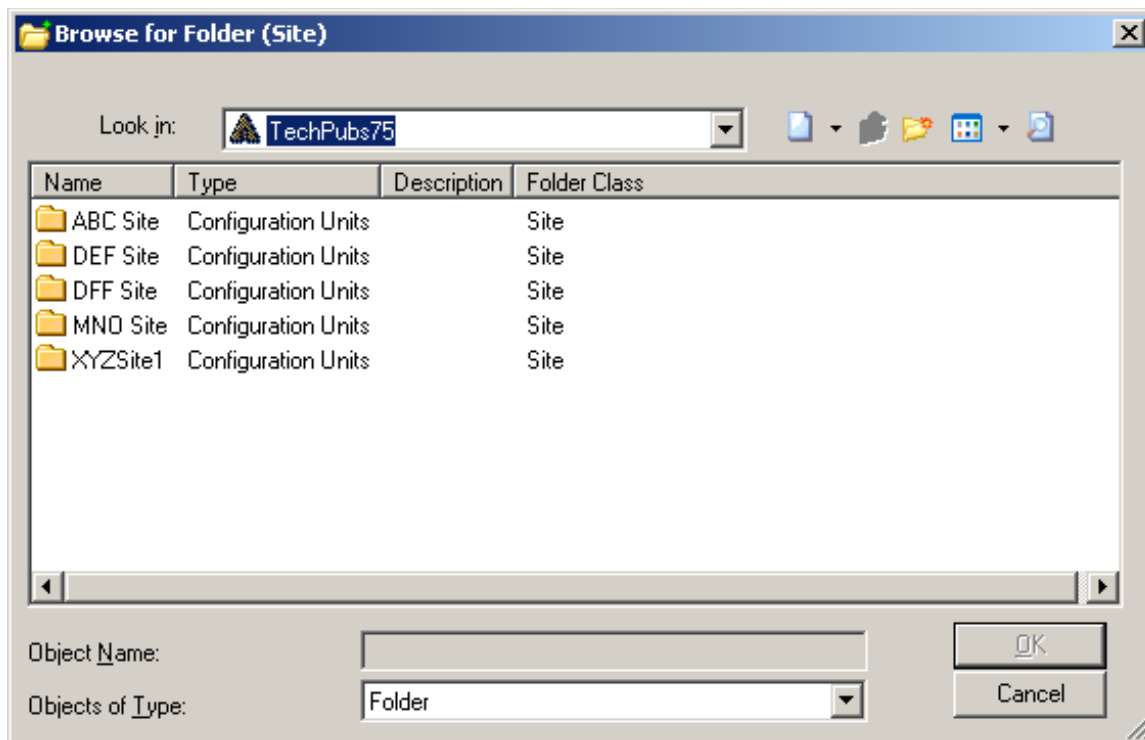 Browse for Folder (Site)
Look in: TechPubs75
Name Type Description Folder Class
ABC Site Configuration Units Site
DEF Site Configuration Units Site
DFF Site Configuration Units Site
MNO Site Configuration Units Site
XYZSite1 Configuration Units Site
Object Name: OK
Objects of Type: Folder Cancel